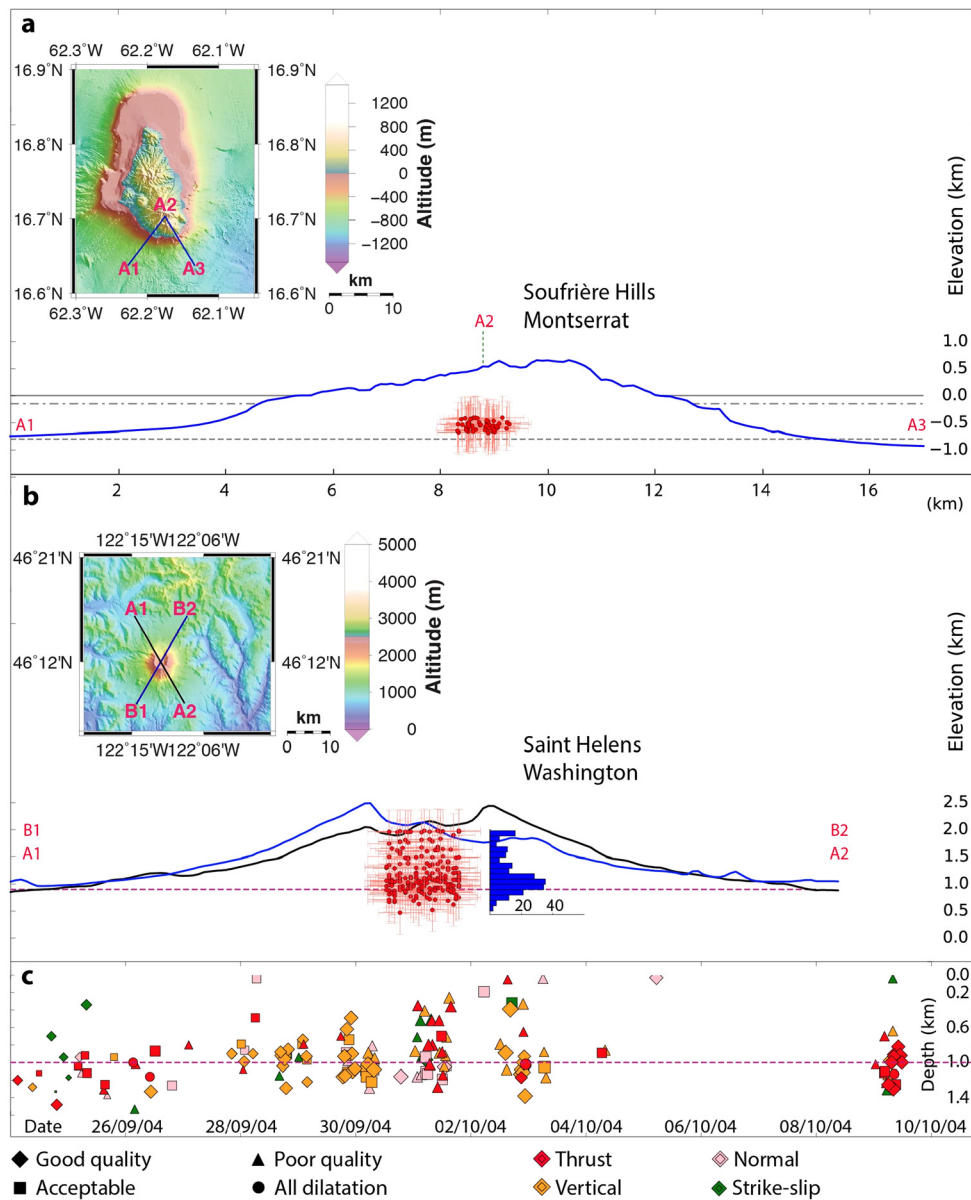 a
62.3˚W 62.2˚W 62.1˚W
16.9˚N 16.9˚N
16.8˚N 16.8˚N
16.7˚N 16.7˚N
16.6˚N 16.6˚N
62.3˚W 62.2˚W 62.1˚W
A2
A1 A3
1200
800
400
0
−400
−800
−1200
Altitude (m)
km
0 10
Soufrière Hills
Montserrat
Elevation (km)
A2
A1 A3
1.0
0.5
0.0
−0.5
−1.0
2 4 6 8 10 12 14 16 (km)
b
122˚15'W 122˚06'W
46˚21'N 46˚21'N
46˚12'N 46˚12'N
122˚15'W 122˚06'W
A1 B2
B1 A2
5000
4000
3000
2000
1000
0
Altitude (m)
km
0 10
Saint Helens
Washington
Elevation (km)
B1 B2
A1 A2
2.5
2.0
1.5
1.0
0.5
0.0
20 40
c
0.0
0.2
0.6
1.0
1.4
Depth (km)
Date 26/09/04 28/09/04 30/09/04 02/10/04 04/10/04 06/10/04 08/10/04 10/10/04
Good quality Poor quality Thrust Normal
Acceptable All dilatation Vertical Strike-slip